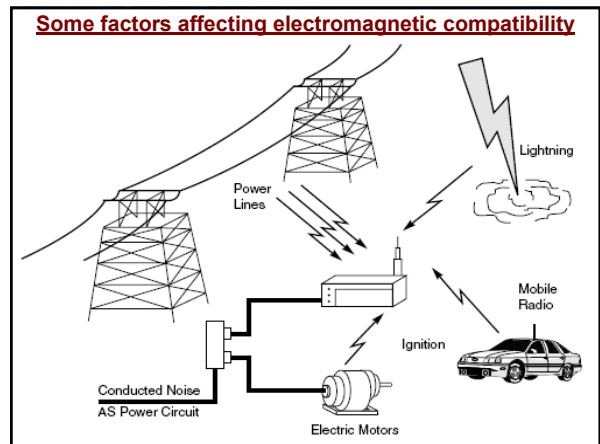 Some factors affecting electromagnetic compatibility
Lightning
Power
Lines
Mobile
Radio
Ignition
Conducted Noise
AS Power Circuit
Electric Motors